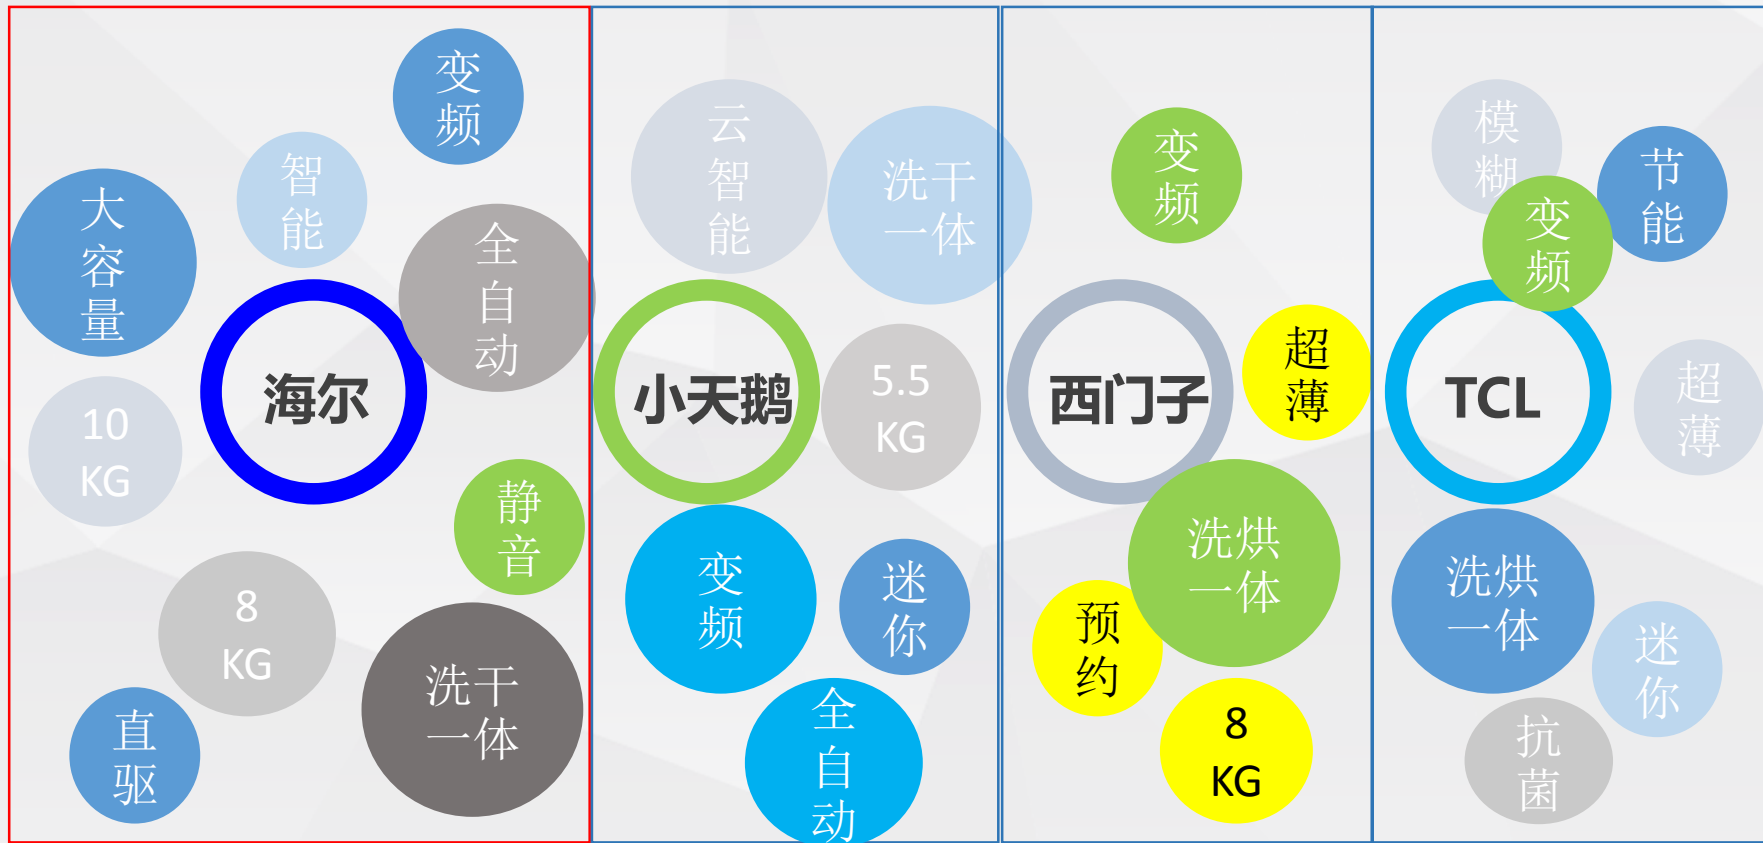 变
频
智
能
大
容
量
全
自
动
海尔
10
KG
静
音
8
KG
洗干
一体
直
驱
云
智
能
洗干
一体
小天鹅
5.5
KG
变
频
迷
你
全
自
动
变
频
超
薄
西门子
洗烘
一体
预
约
8
KG
模
糊
节
能
变
频
TCL
超
薄
洗烘
一体
迷
你
抗
菌